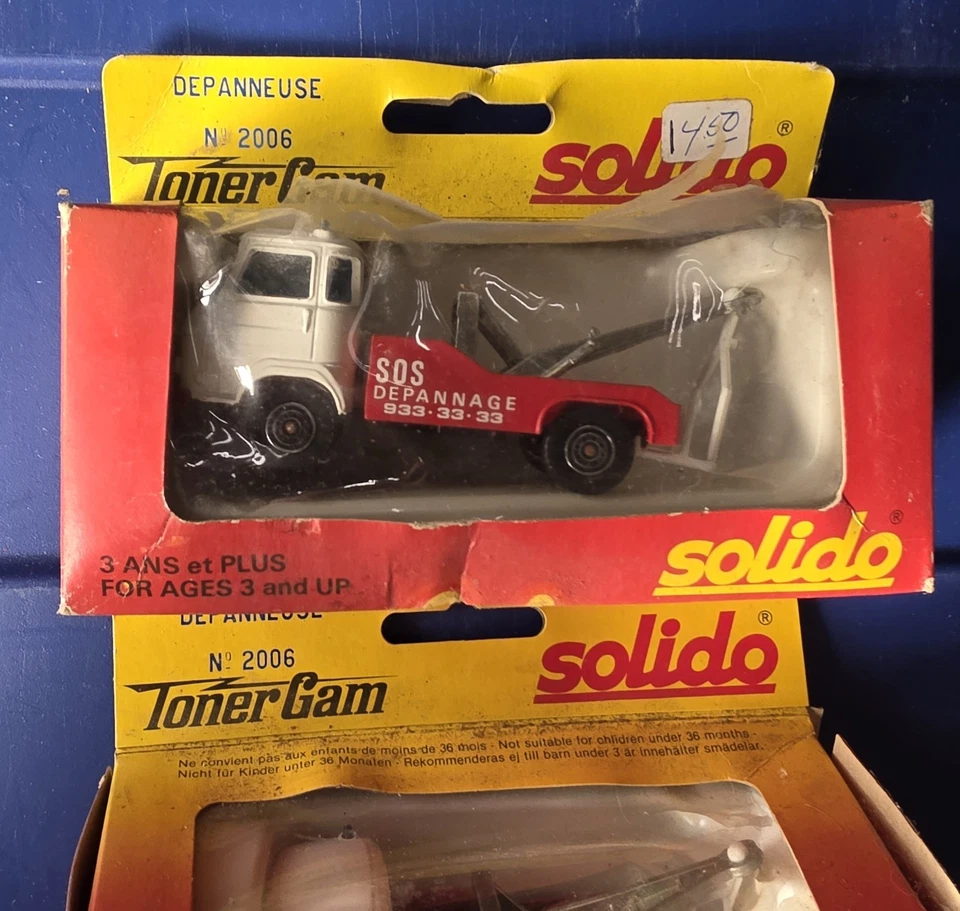 DEPANNEUSE
Nº 2006
TonerGam
solido ®
14.50
SOS
DEPANNAGE
933·33·33
3 ANS et PLUS
FOR AGES 3 and UP
solido ®
DEPANNEUSE
Nº 2006
TonerGam
solido ®
Ne convient pas aux enfants de moins de 36 mois - Not suitable for children under 36 months -
Nicht für Kinder unter 36 Monaten - Rekommenderas ej till barn under 3 år innehåller smådelar.